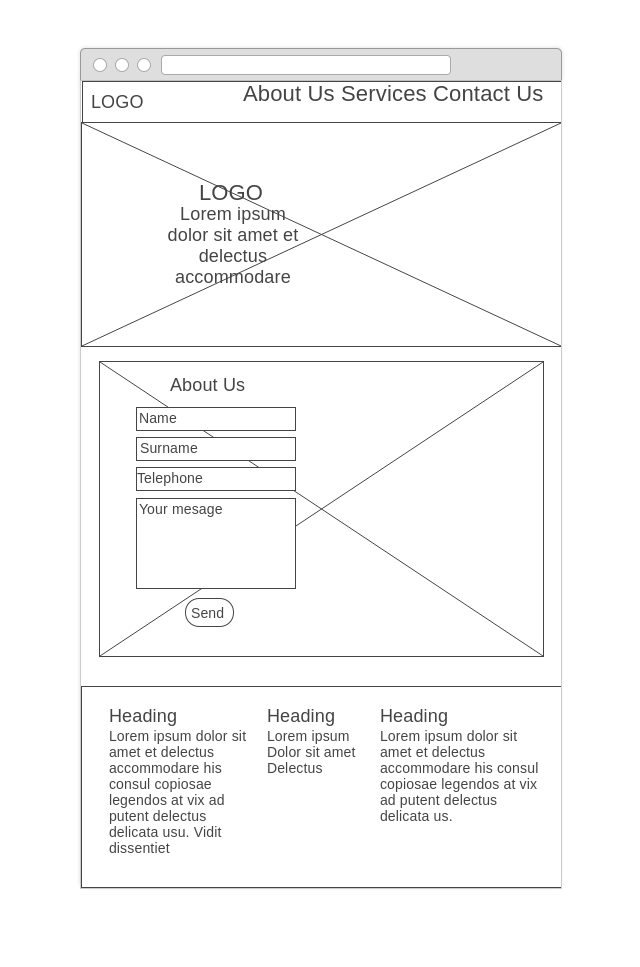 LOGO
About Us Services Contact Us
LOGO
Lorem ipsum
dolor sit amet et
delectus
accommodare
About Us
Name
Surname
Telephone
Your mesage
Send
Heading
Lorem ipsum dolor sit
amet et delectus
accommodare his
consul copiosae
legendos at vix ad
putent delectus
delicata usu. Vidit
dissentiet
Heading
Lorem ipsum
Dolor sit amet
Delectus
Heading
Lorem ipsum dolor sit
amet et delectus
accommodare his consul
copiosae legendos at vix
ad putent delectus
delicata us.